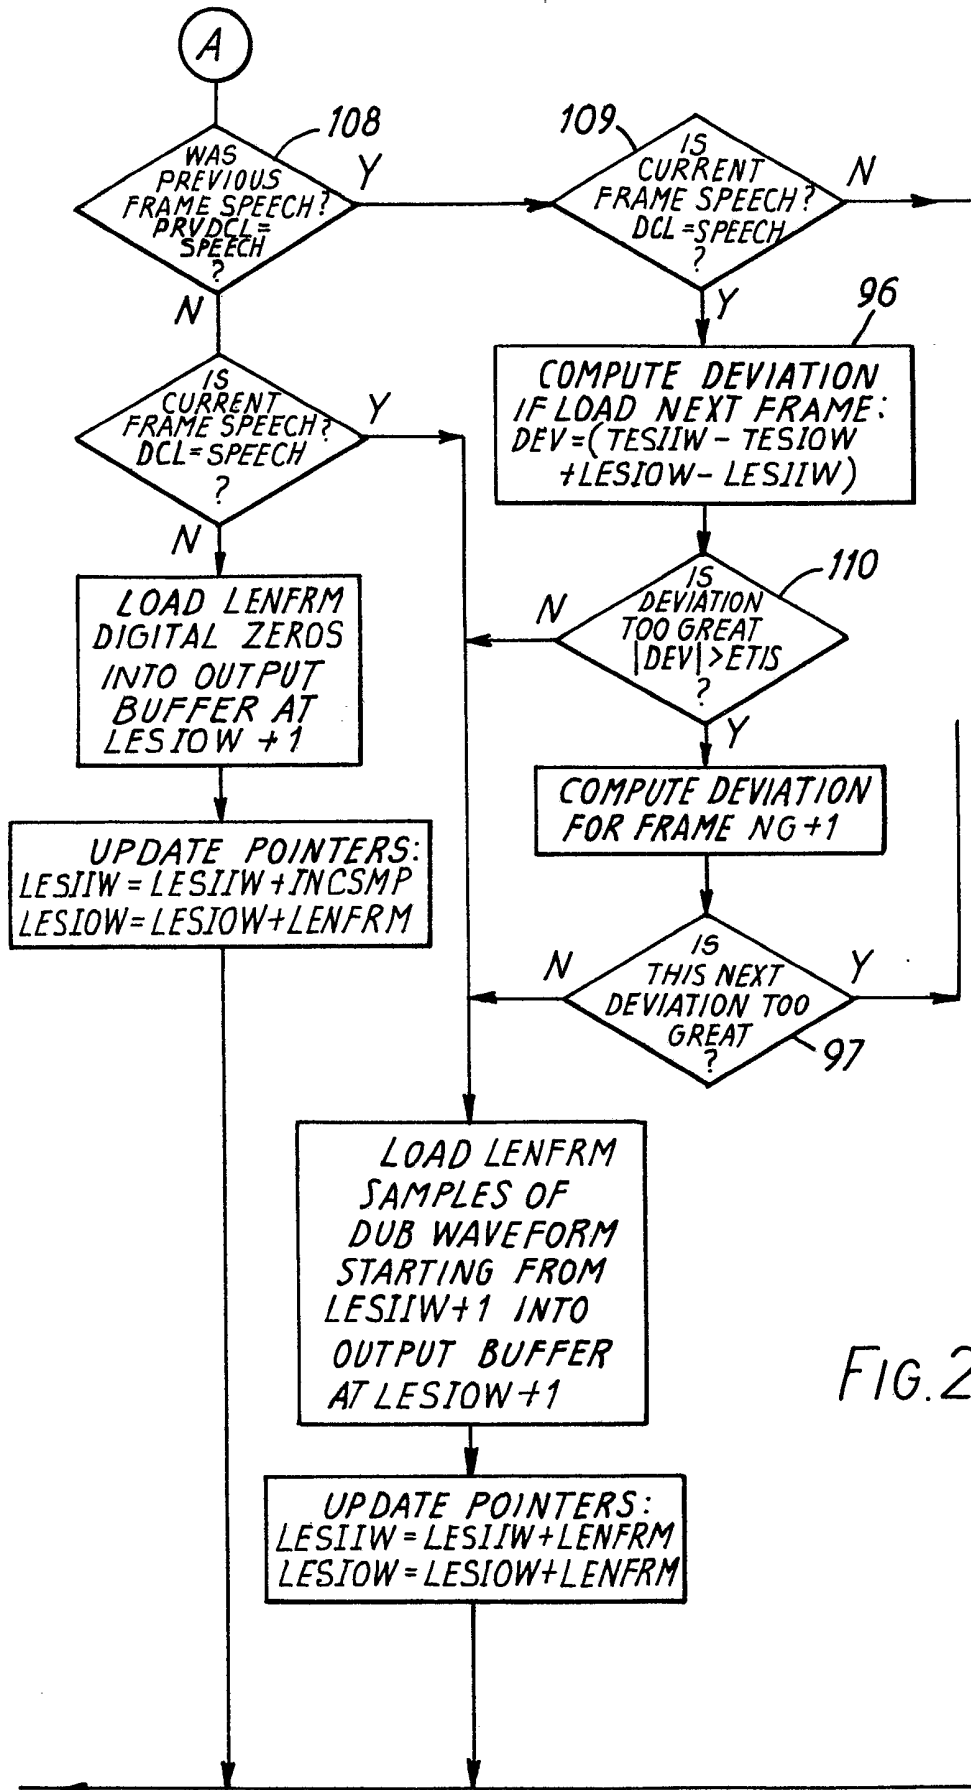 A
108
WAS
PREVIOUS
FRAME SPEECH?
PRVDCL=
SPEECH
?
Y
N
109
IS
CURRENT
FRAME SPEECH?
DCL=SPEECH
?
N
Y
96
COMPUTE DEVIATION
IF LOAD NEXT FRAME:
DEV=(TESIIW-TESIOW
+LESIOW-LESIIW)
IS
CURRENT
FRAME SPEECH?
DCL=SPEECH
?
Y
N
110
IS
DEVIATION
TOO GREAT
|DEV|>ETIS
?
N
Y
LOAD LENFRM
DIGITAL ZEROS
INTO OUTPUT
BUFFER AT
LESIOW+1
COMPUTE DEVIATION
FOR FRAME NG+1
UPDATE POINTERS:
LESIIW=LESIIW+INCSMP
LESIOW=LESIOW+LENFRM
IS
THIS NEXT
DEVIATION TOO
GREAT
?
N
Y
97
LOAD LENFRM
SAMPLES OF
DUB WAVEFORM
STARTING FROM
LESIIW+1 INTO
OUTPUT BUFFER
AT LESIOW+1
FIG.2
UPDATE POINTERS:
LESIIW=LESIIW+LENFRM
LESIOW=LESIOW+LENFRM